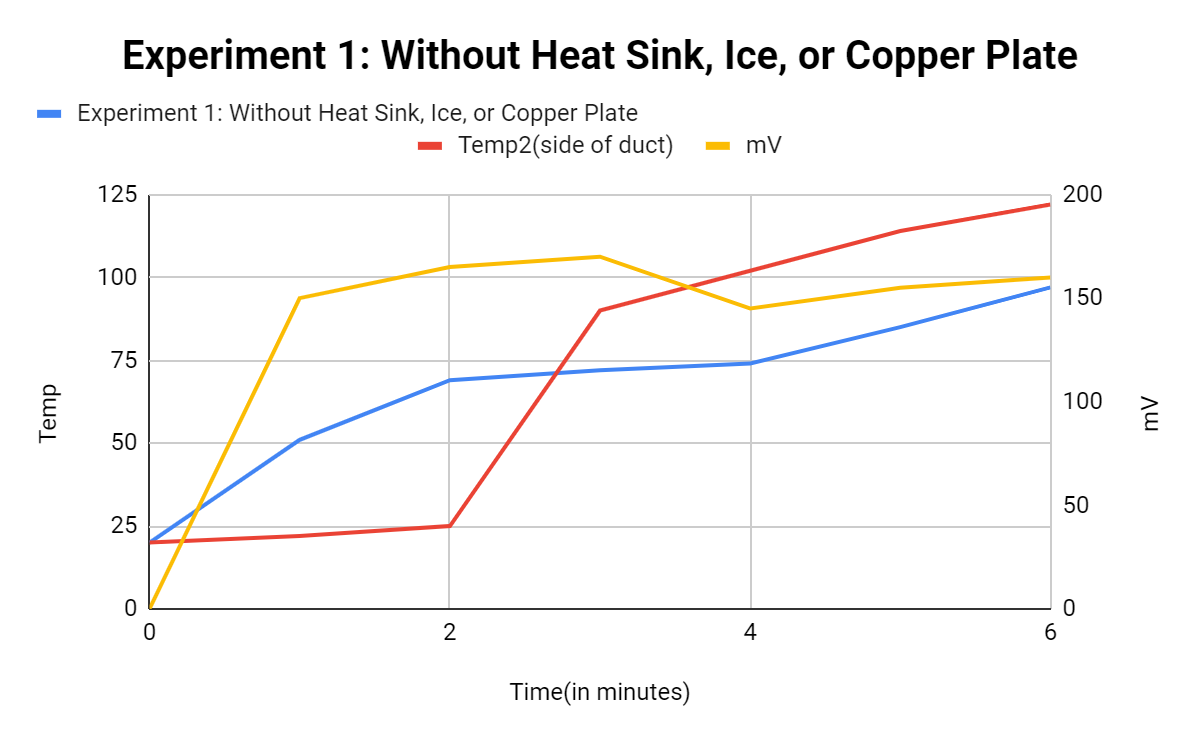 Experiment 1: Without Heat Sink, Ice, or Copper Plate
Experiment 1: Without Heat Sink, Ice, or Copper Plate
Temp2(side of duct) mV
125 200
100 150
75
50 100
25 50
0 0
0 2 4 6
Temp
mV
Time(in minutes)